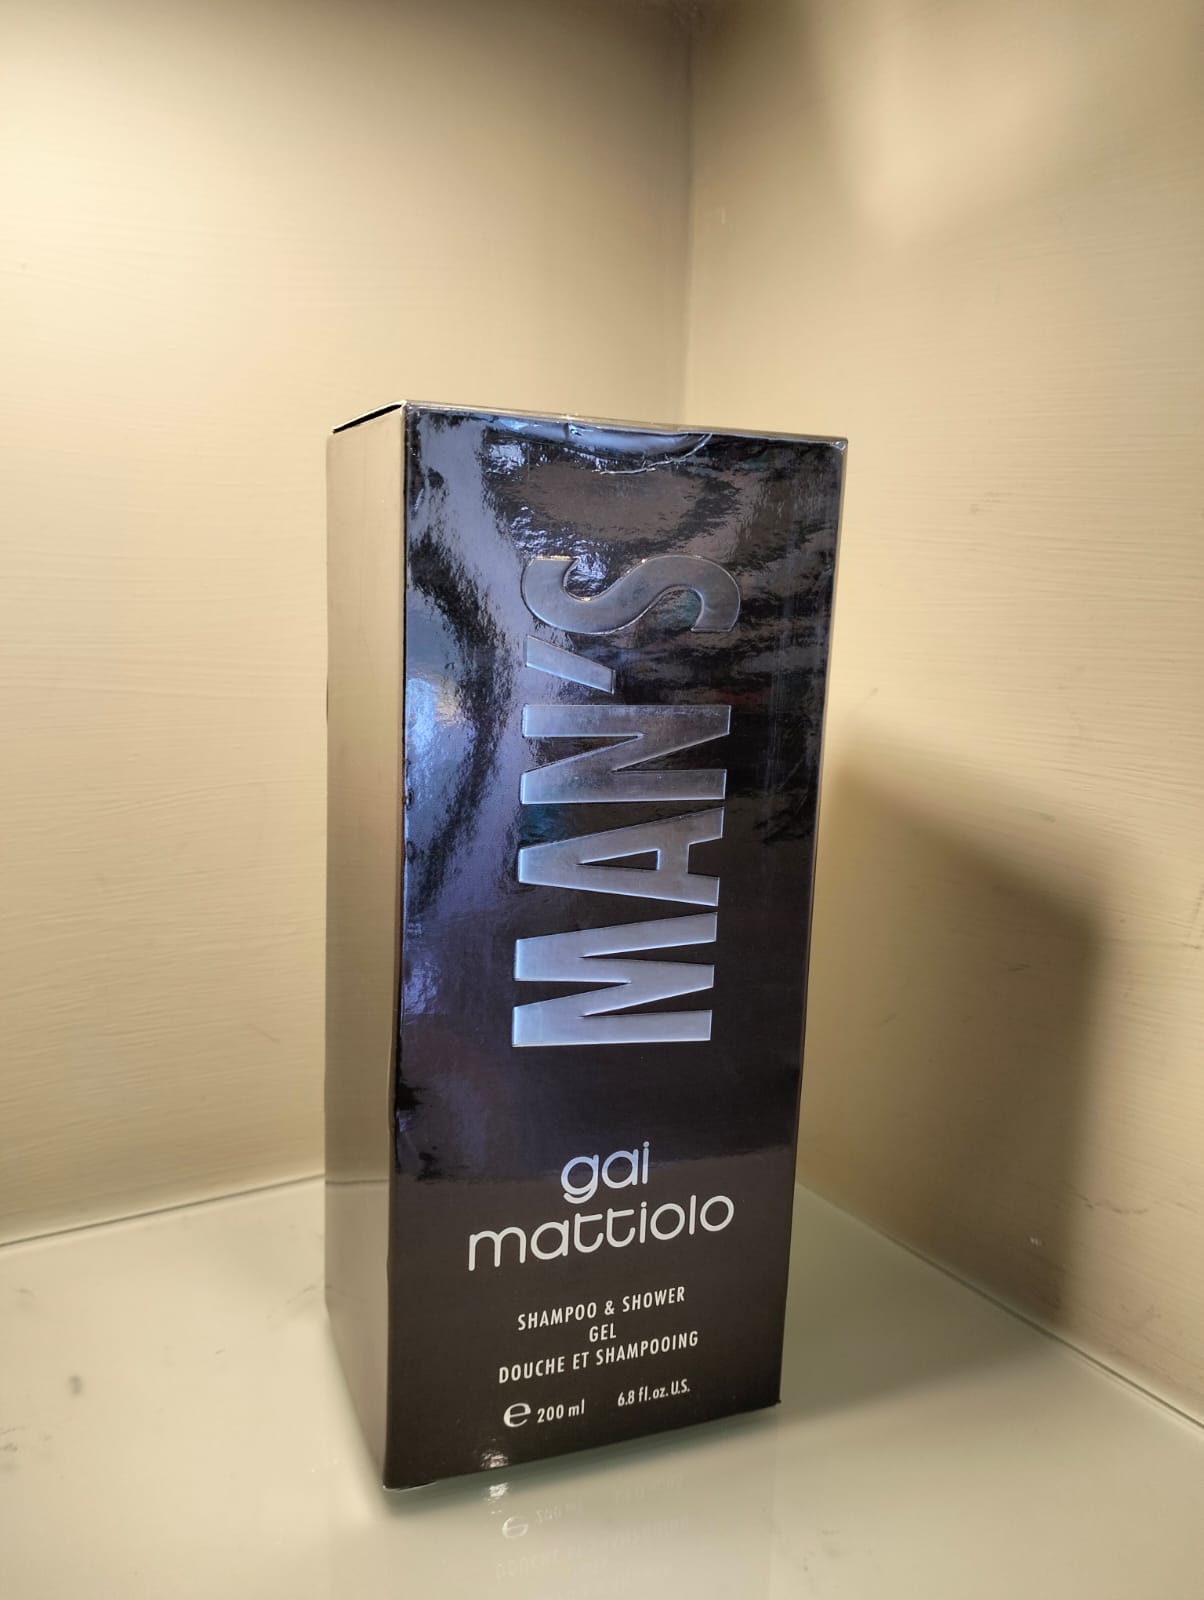 MAN'S
gai
mattiolo
SHAMPOO & SHOWER
GEL
DOUCHE ET SHAMPOOING
℮ 200 ml 6.8 fl.oz.U.S.